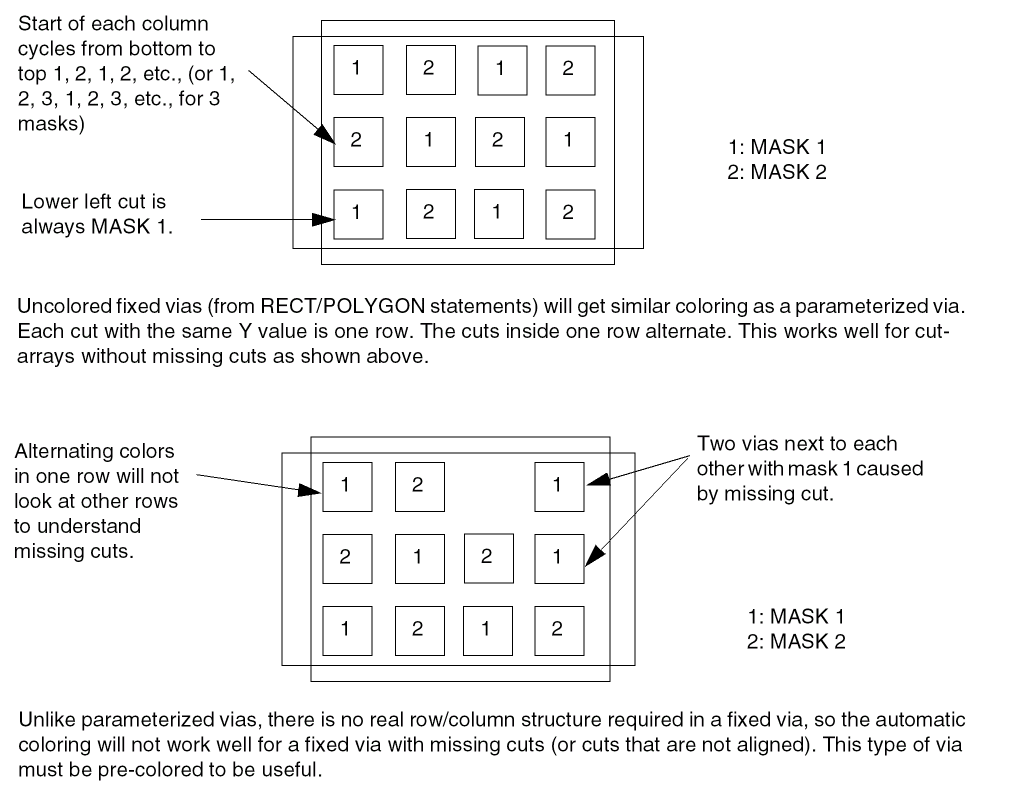 Start of each column
cycles from bottom to
top 1, 2, 1, 2, etc., (or 1,
2, 3, 1, 2, 3, etc., for 3
masks)
1 2 1 2
2 1 2 1
1: MASK 1
2: MASK 2
Lower left cut is
always MASK 1.
1 2 1 2
Uncolored fixed vias (from RECT/POLYGON statements) will get similar coloring as a parameterized via.
Each cut with the same Y value is one row. The cuts inside one row alternate. This works well for cut-
arrays without missing cuts as shown above.
Alternating colors
in one row will not
look at other rows
to understand
missing cuts.
1 2 1
Two vias next to each
other with mask 1 caused
by missing cut.
2 1 2 1
1 2 1 2
1: MASK 1
2: MASK 2
Unlike parameterized vias, there is no real row/column structure required in a fixed via, so the automatic
coloring will not work well for a fixed via with missing cuts (or cuts that are not aligned). This type of via
must be pre-colored to be useful.